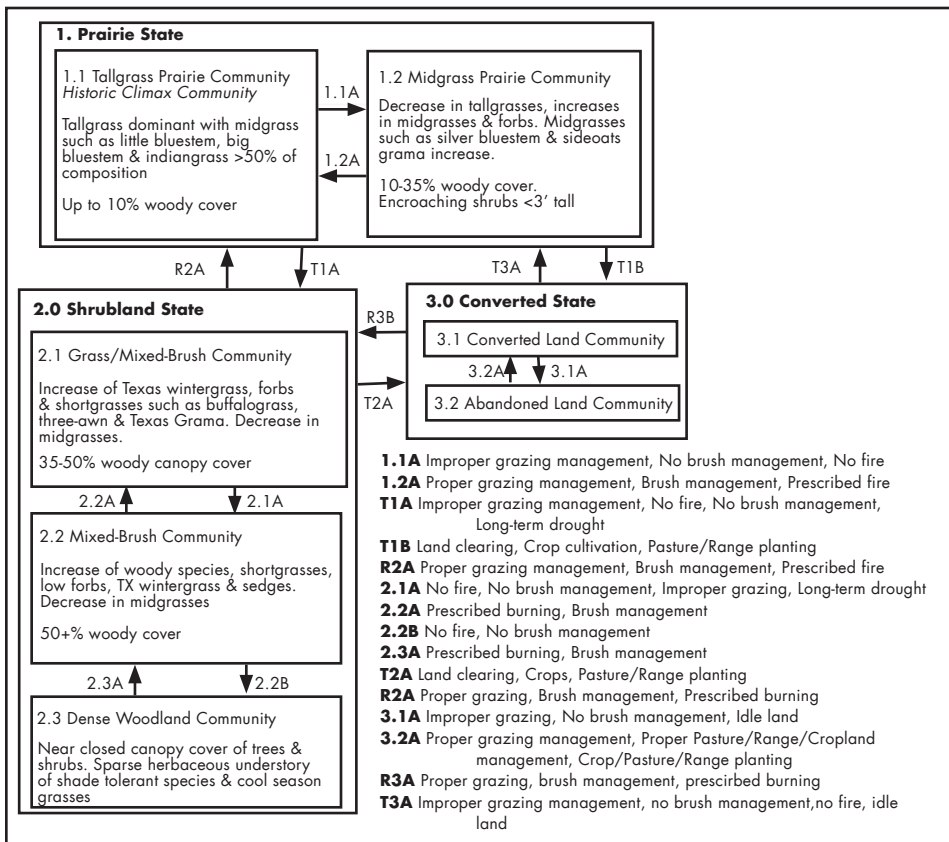 1. Prairie State
1.1 Tallgrass Prairie Community
Historic Climax Community
Tallgrass dominant with midgrass
such as little bluestem, big
bluestem & indiangrass >50% of
composition
Up to 10% woody cover
1.1A
1.2A
1.2 Midgrass Prairie Community
Decrease in tallgrasses, increases
in midgrasses & forbs. Midgrasses
such as silver bluestem & sideoats
grama increase.
10-35% woody cover.
Encroaching shrubs <3’ tall
R2A
T1A
T3A
T1B
2.0 Shrubland State
2.1 Grass/Mixed-Brush Community
Increase of Texas wintergrass, forbs
& shortgrasses such as buffalograss,
three-awn & Texas Grama. Decrease in
midgrasses.
35-50% woody canopy cover
2.2A
2.1A
2.2 Mixed-Brush Community
Increase of woody species, shortgrasses,
low forbs, TX wintergrass & sedges.
Decrease in midgrasses
50+% woody cover
2.3A
2.2B
2.3 Dense Woodland Community
Near closed canopy cover of trees &
shrubs. Sparse herbaceous understory
of shade tolerant species & cool season
grasses
R3B
T2A
3.0 Converted State
3.1 Converted Land Community
3.2A
3.1A
3.2 Abandoned Land Community
1.1A Improper grazing management, No brush management, No fire
1.2A Proper grazing management, Brush management, Prescribed fire
T1A Improper grazing management, No fire, No brush management,
Long-term drought
T1B Land clearing, Crop cultivation, Pasture/Range planting
R2A Proper grazing management, Brush management, Prescribed fire
2.1A No fire, No brush management, Improper grazing, Long-term drought
2.2A Prescribed burning, Brush management
2.2B No fire, No brush management
2.3A Prescribed burning, Brush management
T2A Land clearing, Crops, Pasture/Range planting
R2A Proper grazing, Brush management, Prescribed burning
3.1A Improper grazing, No brush management, Idle land
3.2A Proper grazing management, Proper Pasture/Range/Cropland
management, Crop/Pasture/Range planting
R3A Proper grazing, brush management, prescirbed burning
T3A Improper grazing management, no brush management,no fire, idle
land